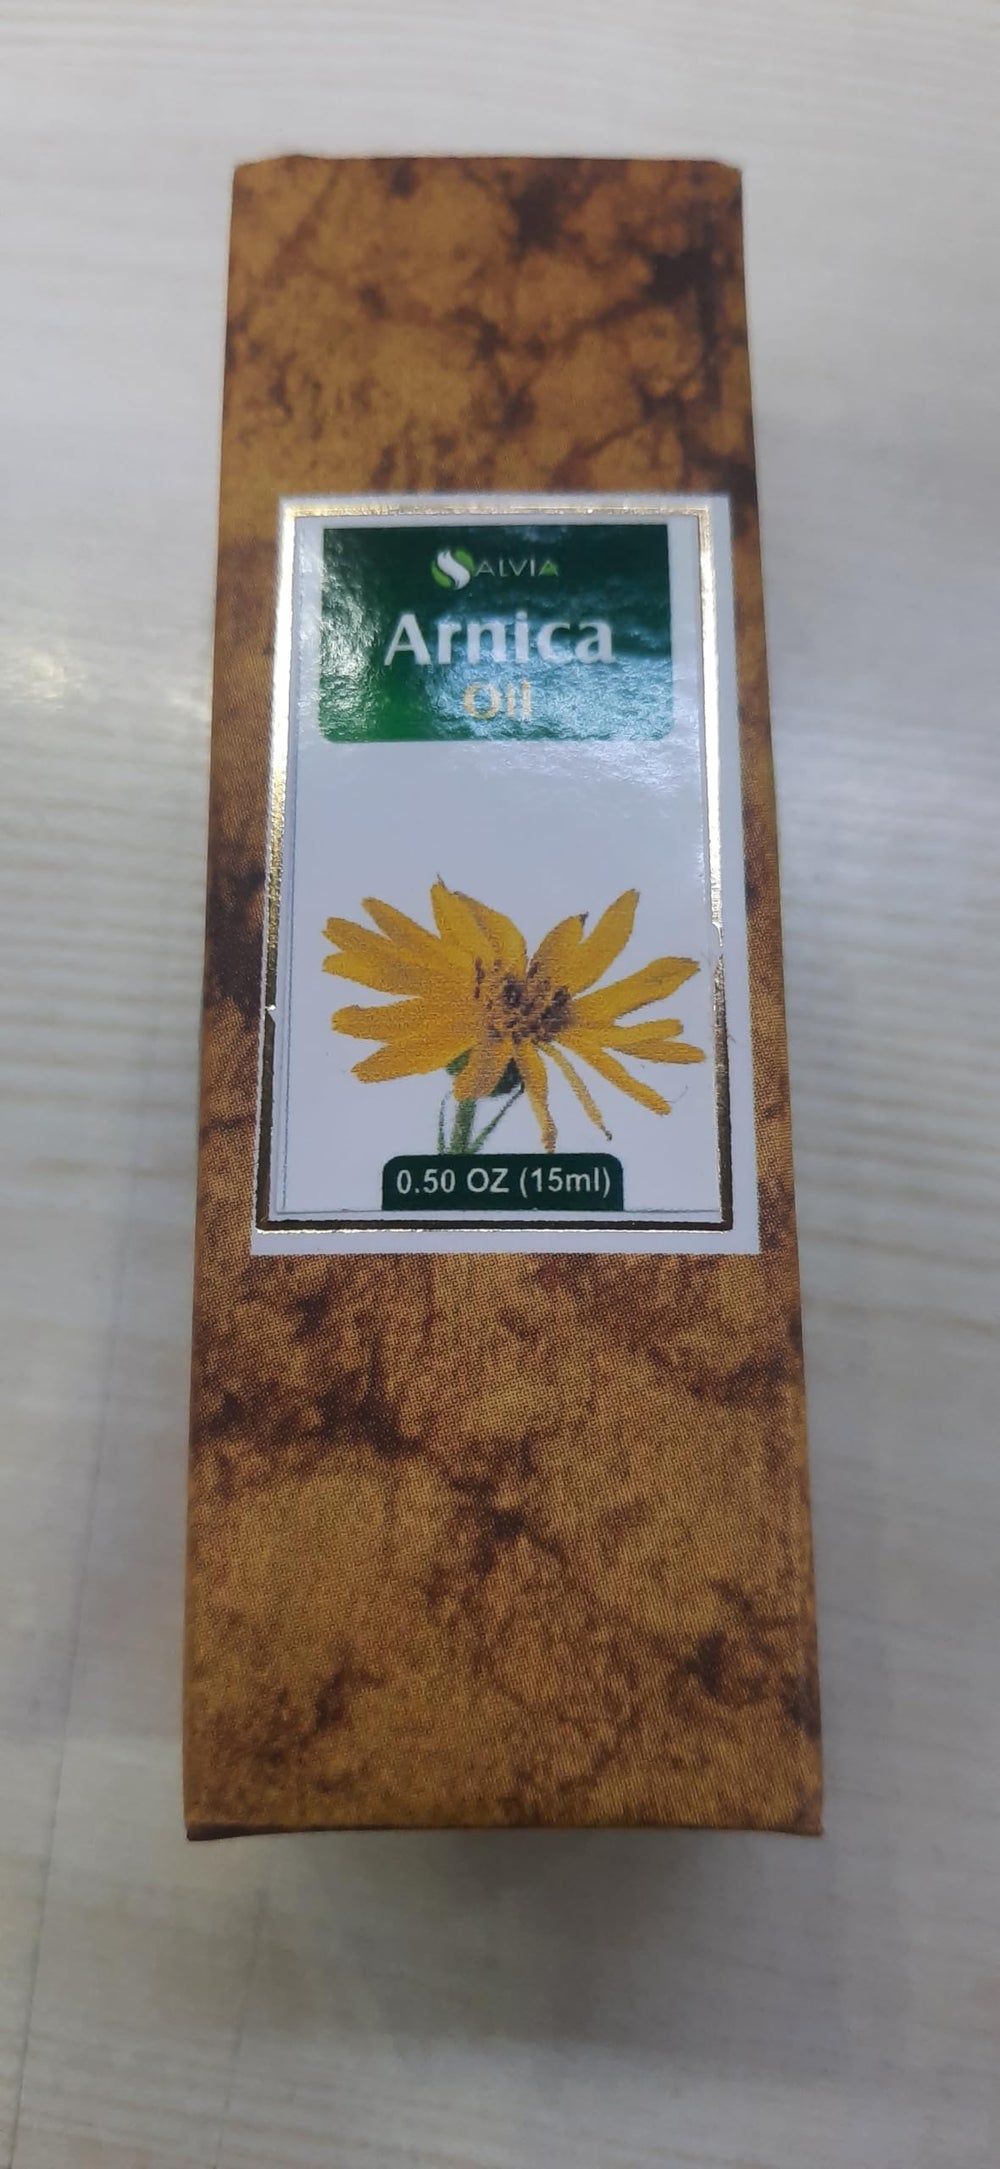 SALVIA
Arnica
Oil
0.50 OZ (15ml)